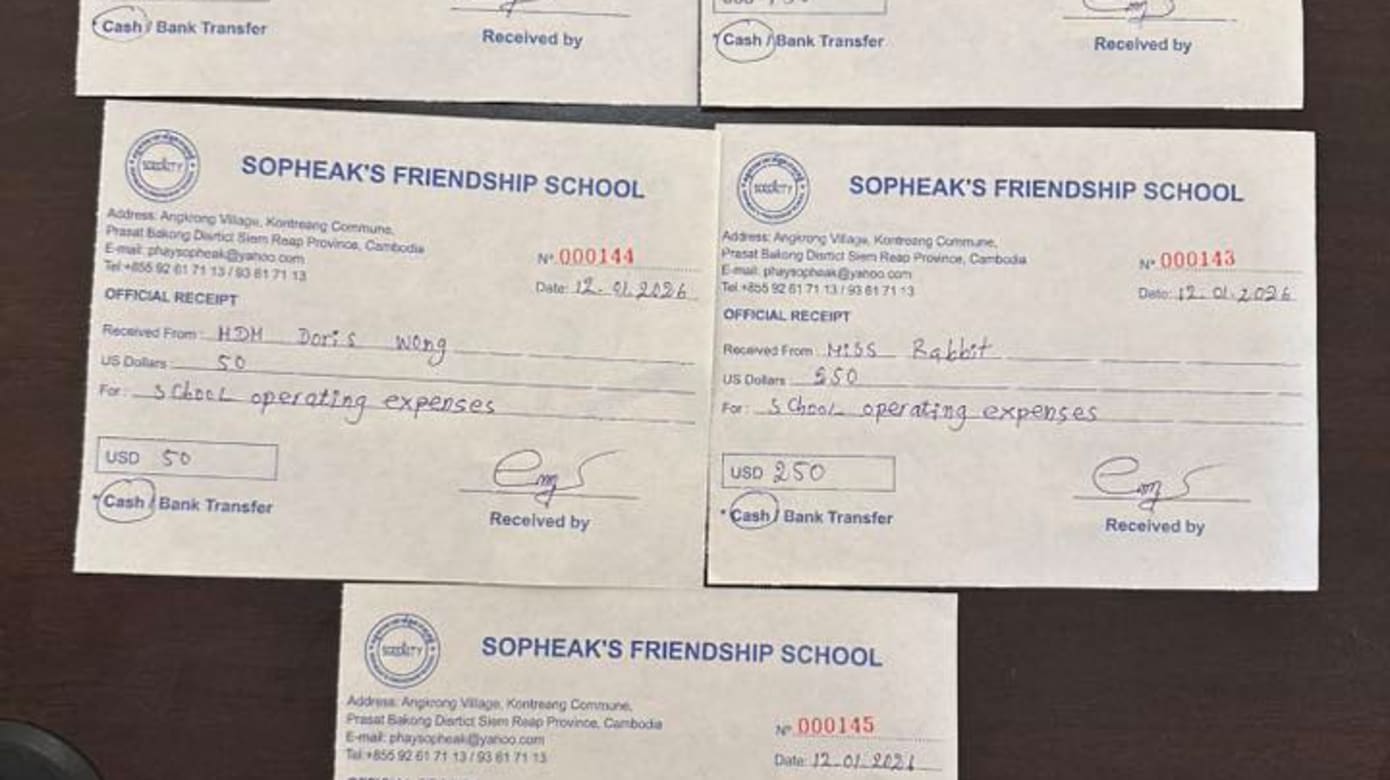 *Cash / Bank Transfer
Received by
*Cash / Bank Transfer
Received by
SOPHEAK'S FRIENDSHIP SCHOOL
Address: Angkrong Village, Kontreang Commune,
Prasat Bakong District Siem Reap Province, Cambodia
E-mail: phaysopheak@yahoo.com
Tel:+855 92 61 71 13 / 93 61 71 13
Nº 000144
Date: 12.01.2026
OFFICIAL RECEIPT
Received From: HDH Doris Wong
US Dollars: 50
For: School operating expenses
USD 50
*Cash / Bank Transfer
Received by
SOPHEAK'S FRIENDSHIP SCHOOL
Address: Angkrong Village, Kontreang Commune,
Prasat Bakong District Siem Reap Province, Cambodia
E-mail: phaysopheak@yahoo.com
Tel:+855 92 61 71 13 / 93 61 71 13
Nº 000143
Date: 12.01.2026
OFFICIAL RECEIPT
Received From: Miss Rabbit
US Dollars: 250
For: School operating expenses
USD 250
*Cash / Bank Transfer
Received by
SOPHEAK'S FRIENDSHIP SCHOOL
Address: Angkrong Village, Kontreang Commune,
Prasat Bakong District Siem Reap Province, Cambodia
E-mail: phaysopheak@yahoo.com
Tel:+855 92 61 71 13 / 93 61 71 13
Nº 000145
Date: 12.01.2026